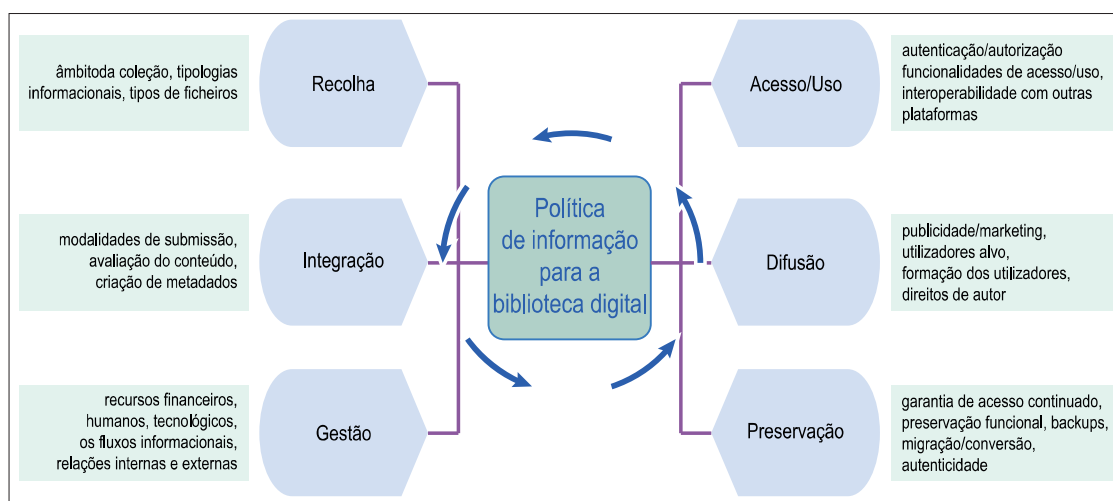 âmbitoda coleção, tipologias
informacionais, tipos de ficheiros
Recolha
modalidades de submissão,
avaliação do conteúdo,
criação de metadados
Integração
recursos financeiros,
humanos, tecnológicos,
os fluxos informacionais,
relações internas e externas
Gestão
Política
de informação
para a
biblioteca digital
Acesso/Uso
autenticação/autorização
funcionalidades de acesso/uso,
interoperabilidade com outras
plataformas
Difusão
publicidade/marketing,
utilizadores alvo,
formação dos utilizadores,
direitos de autor
Preservação
garantia de acesso continuado,
preservação funcional, backups,
migração/conversão,
autenticidade